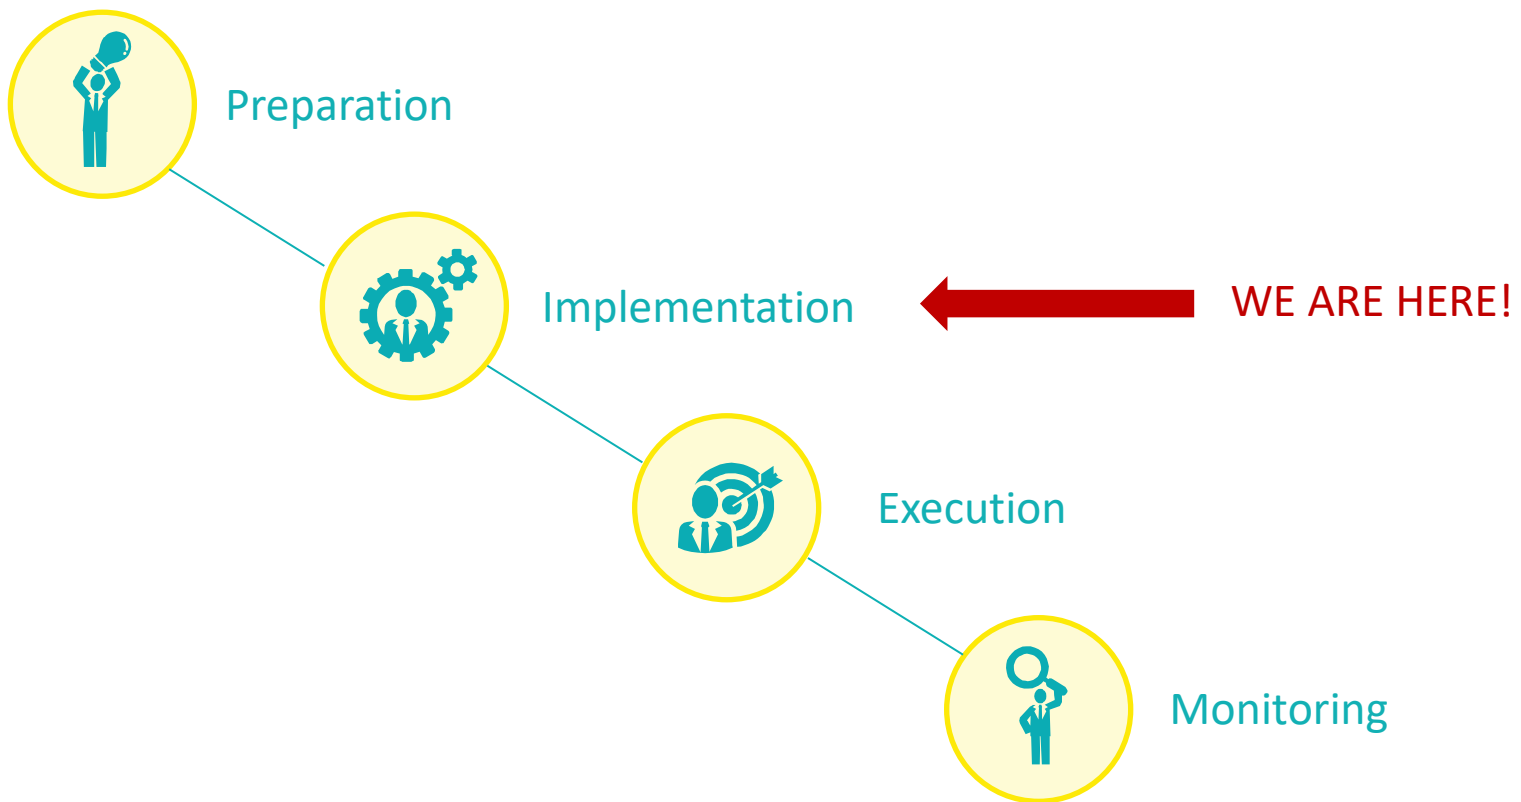 Preparation
Implementation
WE ARE HERE!
Execution
Monitoring